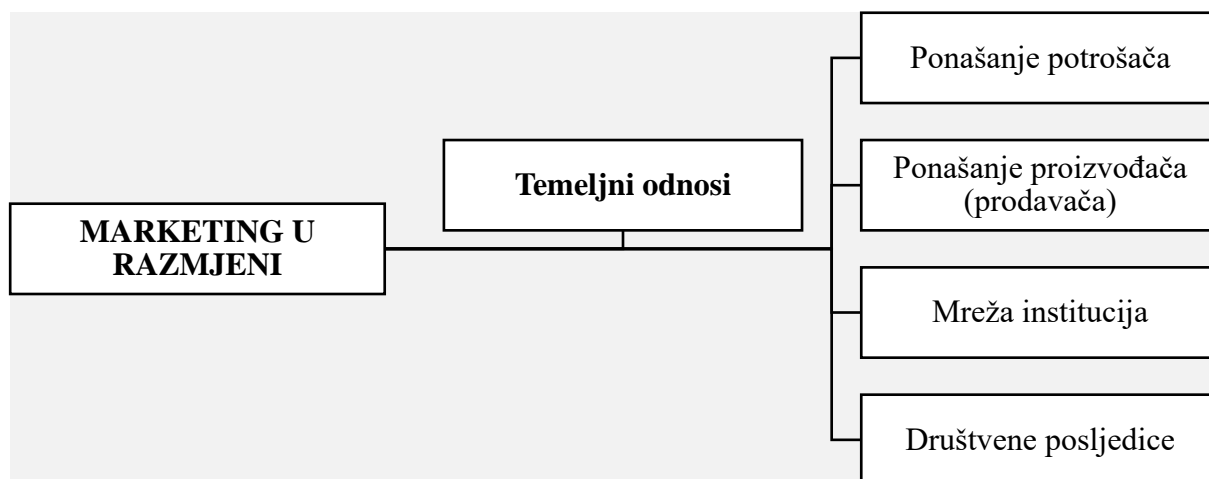 MARKETING U
RAZMJENI
Temeljni odnosi
Ponašanje potrošača
Ponašanje proizvođača
(prodavača)
Mreža institucija
Društvene posljedice